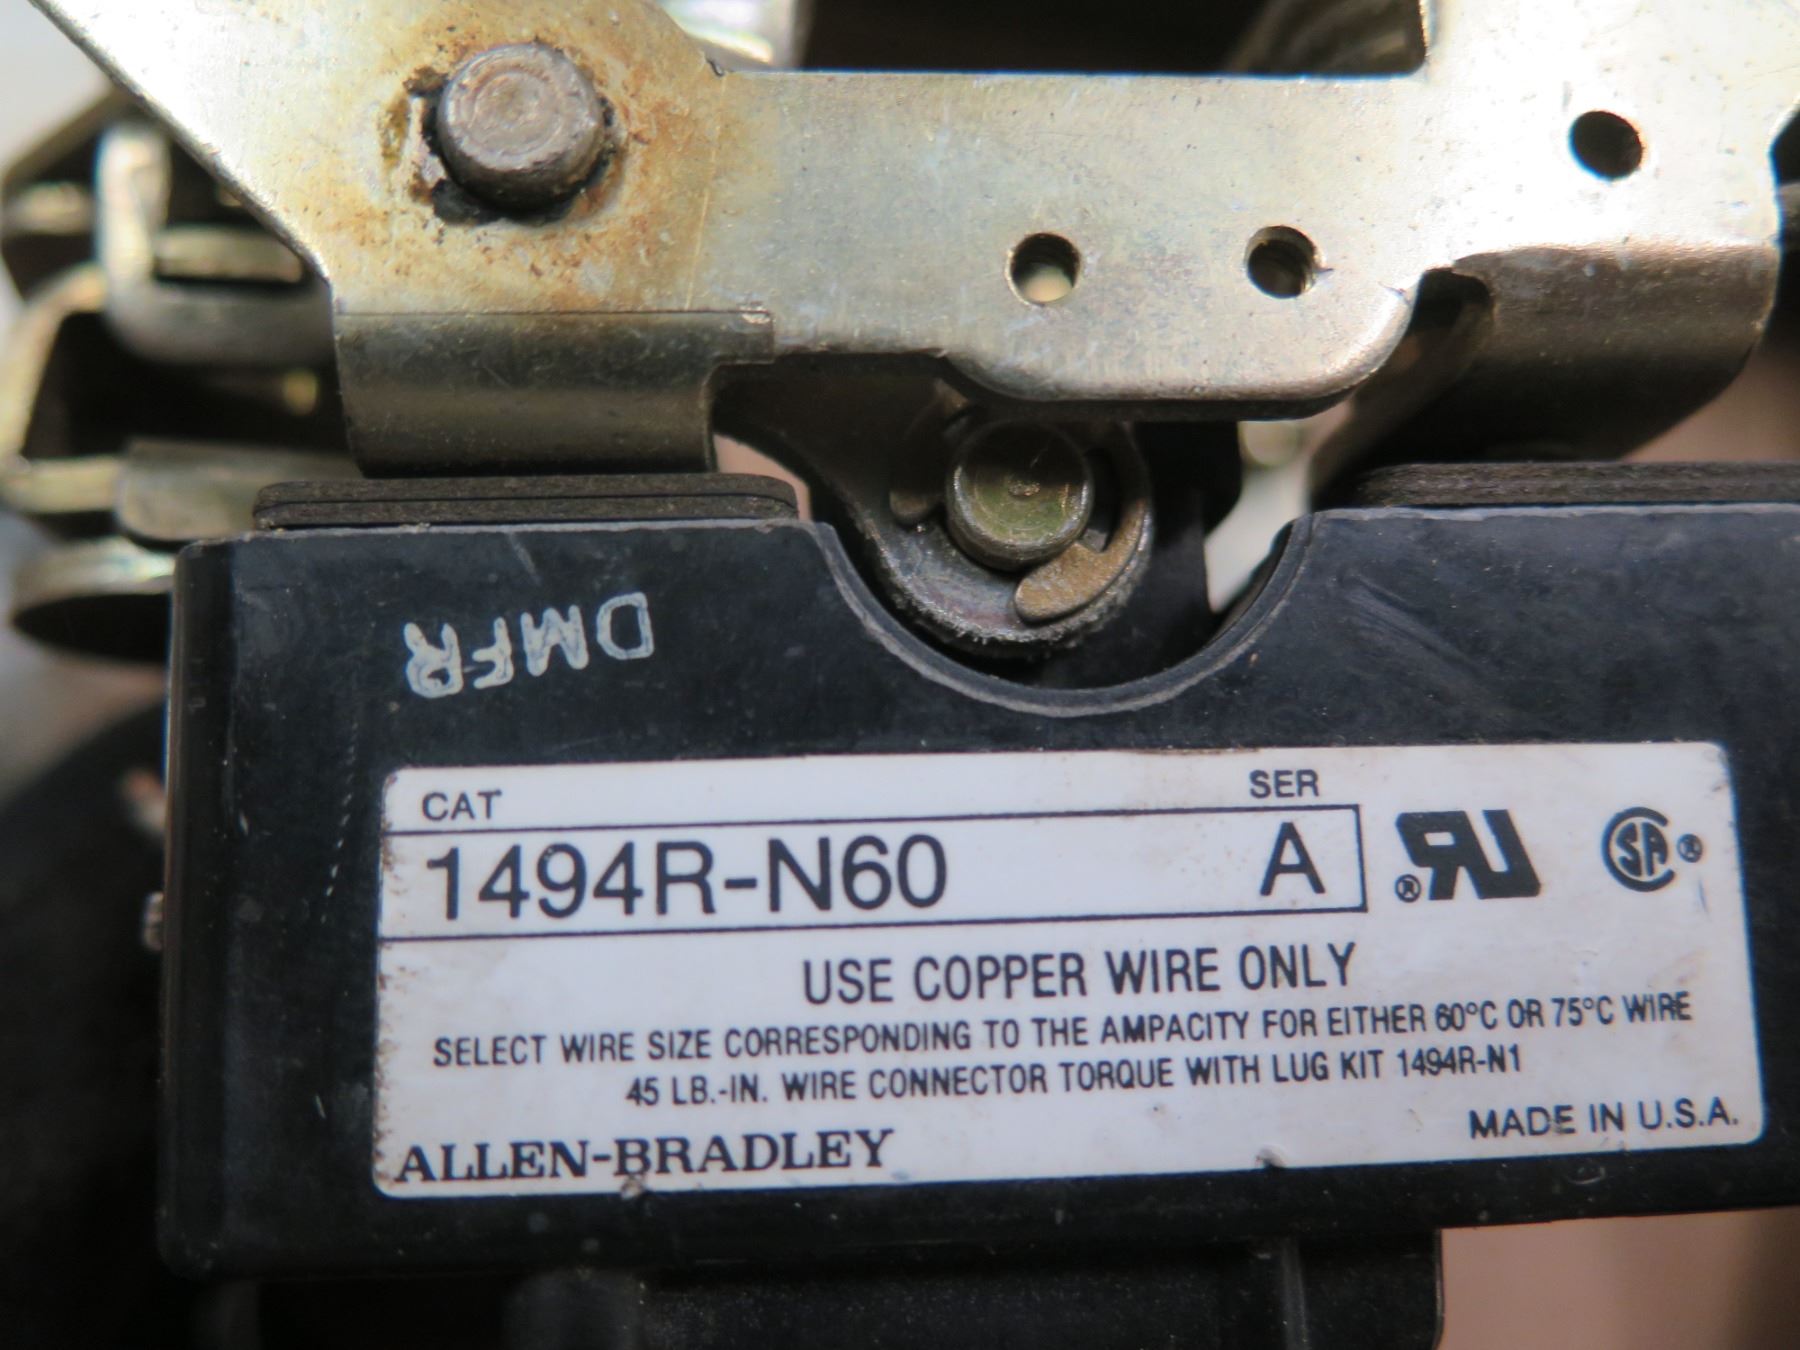 DMFR
CAT SER
1494R-N60 A
USE COPPER WIRE ONLY
SELECT WIRE SIZE CORRESPONDING TO THE AMPACITY FOR EITHER 60°C OR 75°C WIRE
45 LB.-IN. WIRE CONNECTOR TORQUE WITH LUG KIT 1494R-N1
MADE IN U.S.A.
ALLEN-BRADLEY